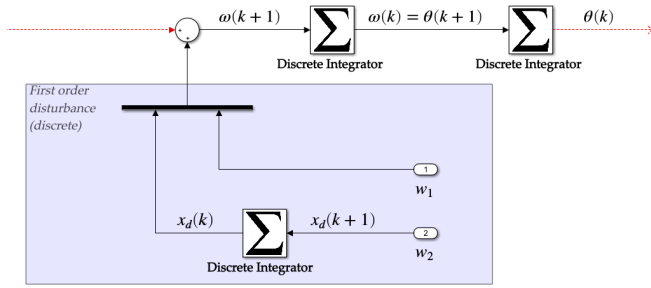 ω(k + 1)
ω(k) = θ(k + 1)
θ(k)
+
+
Discrete Integrator
Discrete Integrator
First order
disturbance
(discrete)
1
w₁
x_d(k)
x_d(k + 1)
2
w₂
Discrete Integrator